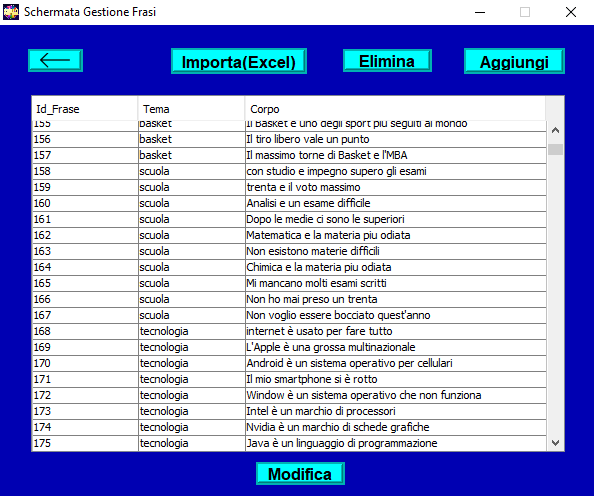 Schermata Gestione Frasi
Importa(Excel) Elimina Aggiungi
Id_Frase Tema Corpo
155 basket Il Basket e uno degli sport piu seguiti al mondo
156 basket Il tiro libero vale un punto
157 basket Il massimo torne di Basket e l'MBA
158 scuola con studio e impegno supero gli esami
159 scuola trenta e il voto massimo
160 scuola Analisi e un esame difficile
161 scuola Dopo le medie ci sono le superiori
162 scuola Matematica e la materia piu odiata
163 scuola Non esistono materie difficili
164 scuola Chimica e la materia piu odiata
165 scuola Mi mancano molti esami scritti
166 scuola Non ho mai preso un trenta
167 scuola Non voglio essere bocciato quest'anno
168 tecnologia internet è usato per fare tutto
169 tecnologia L'Apple è una grossa multinazionale
170 tecnologia Android è un sistema operativo per cellulari
171 tecnologia Il mio smartphone si è rotto
172 tecnologia Window è un sistema operativo che non funziona
173 tecnologia Intel è un marchio di processori
174 tecnologia Nvidia è un marchio di schede grafiche
175 tecnologia Java è un linguaggio di programmazione
Modifica